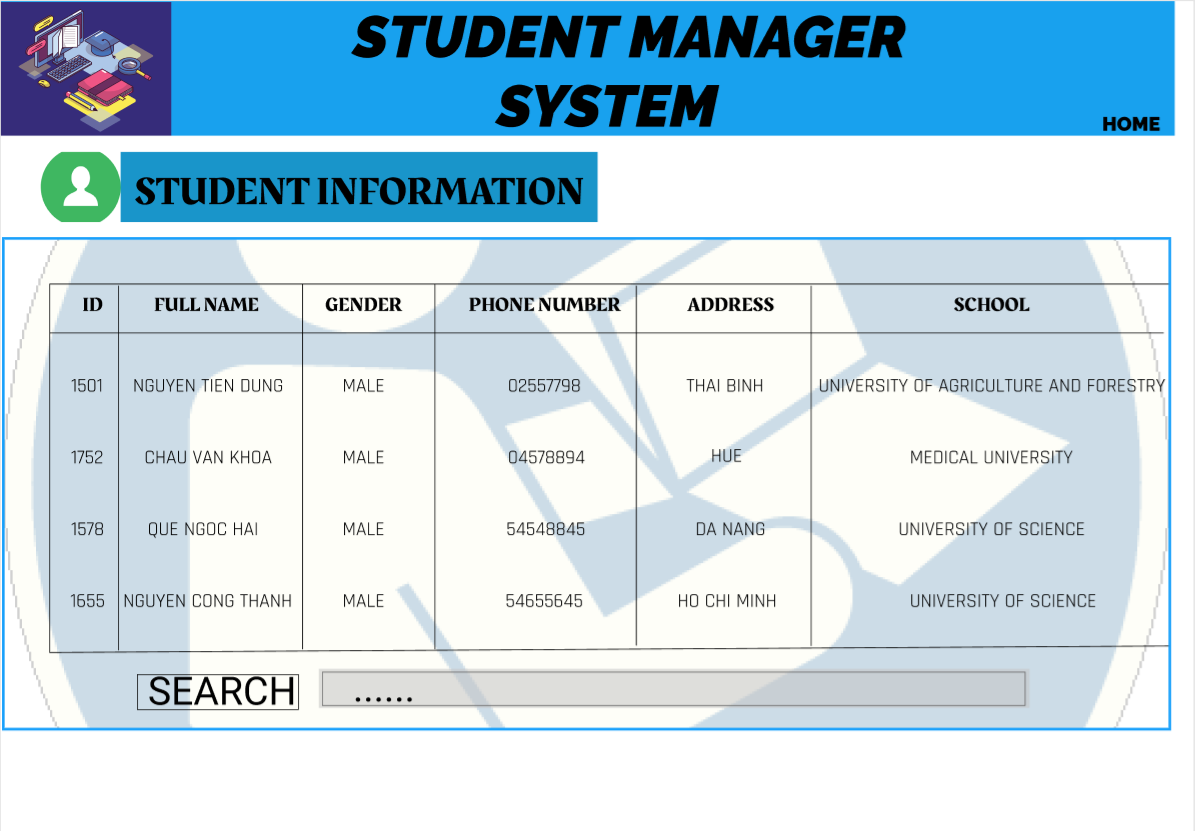 STUDENT MANAGER
SYSTEM
HOME
STUDENT INFORMATION
ID FULL NAME GENDER PHONE NUMBER ADDRESS SCHOOL
1501 NGUYEN TIEN DUNG MALE 02557798 THAI BINH UNIVERSITY OF AGRICULTURE AND FORESTRY
1752 CHAU VAN KHOA MALE 04578894 HUE MEDICAL UNIVERSITY
1578 QUE NGOC HAI MALE 54548845 DA NANG UNIVERSITY OF SCIENCE
1655 NGUYEN CONG THANH MALE 54655645 HO CHI MINH UNIVERSITY OF SCIENCE
SEARCH ......